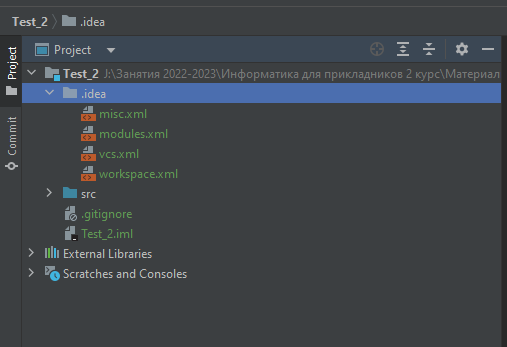 Test_2 .idea
Project
Project
Commit
Test_2 J:\Занятия 2022-2023\Информатика для прикладников 2 курс\Материал
.idea
misc.xml
modules.xml
vcs.xml
workspace.xml
src
.gitignore
Test_2.iml
External Libraries
Scratches and Consoles